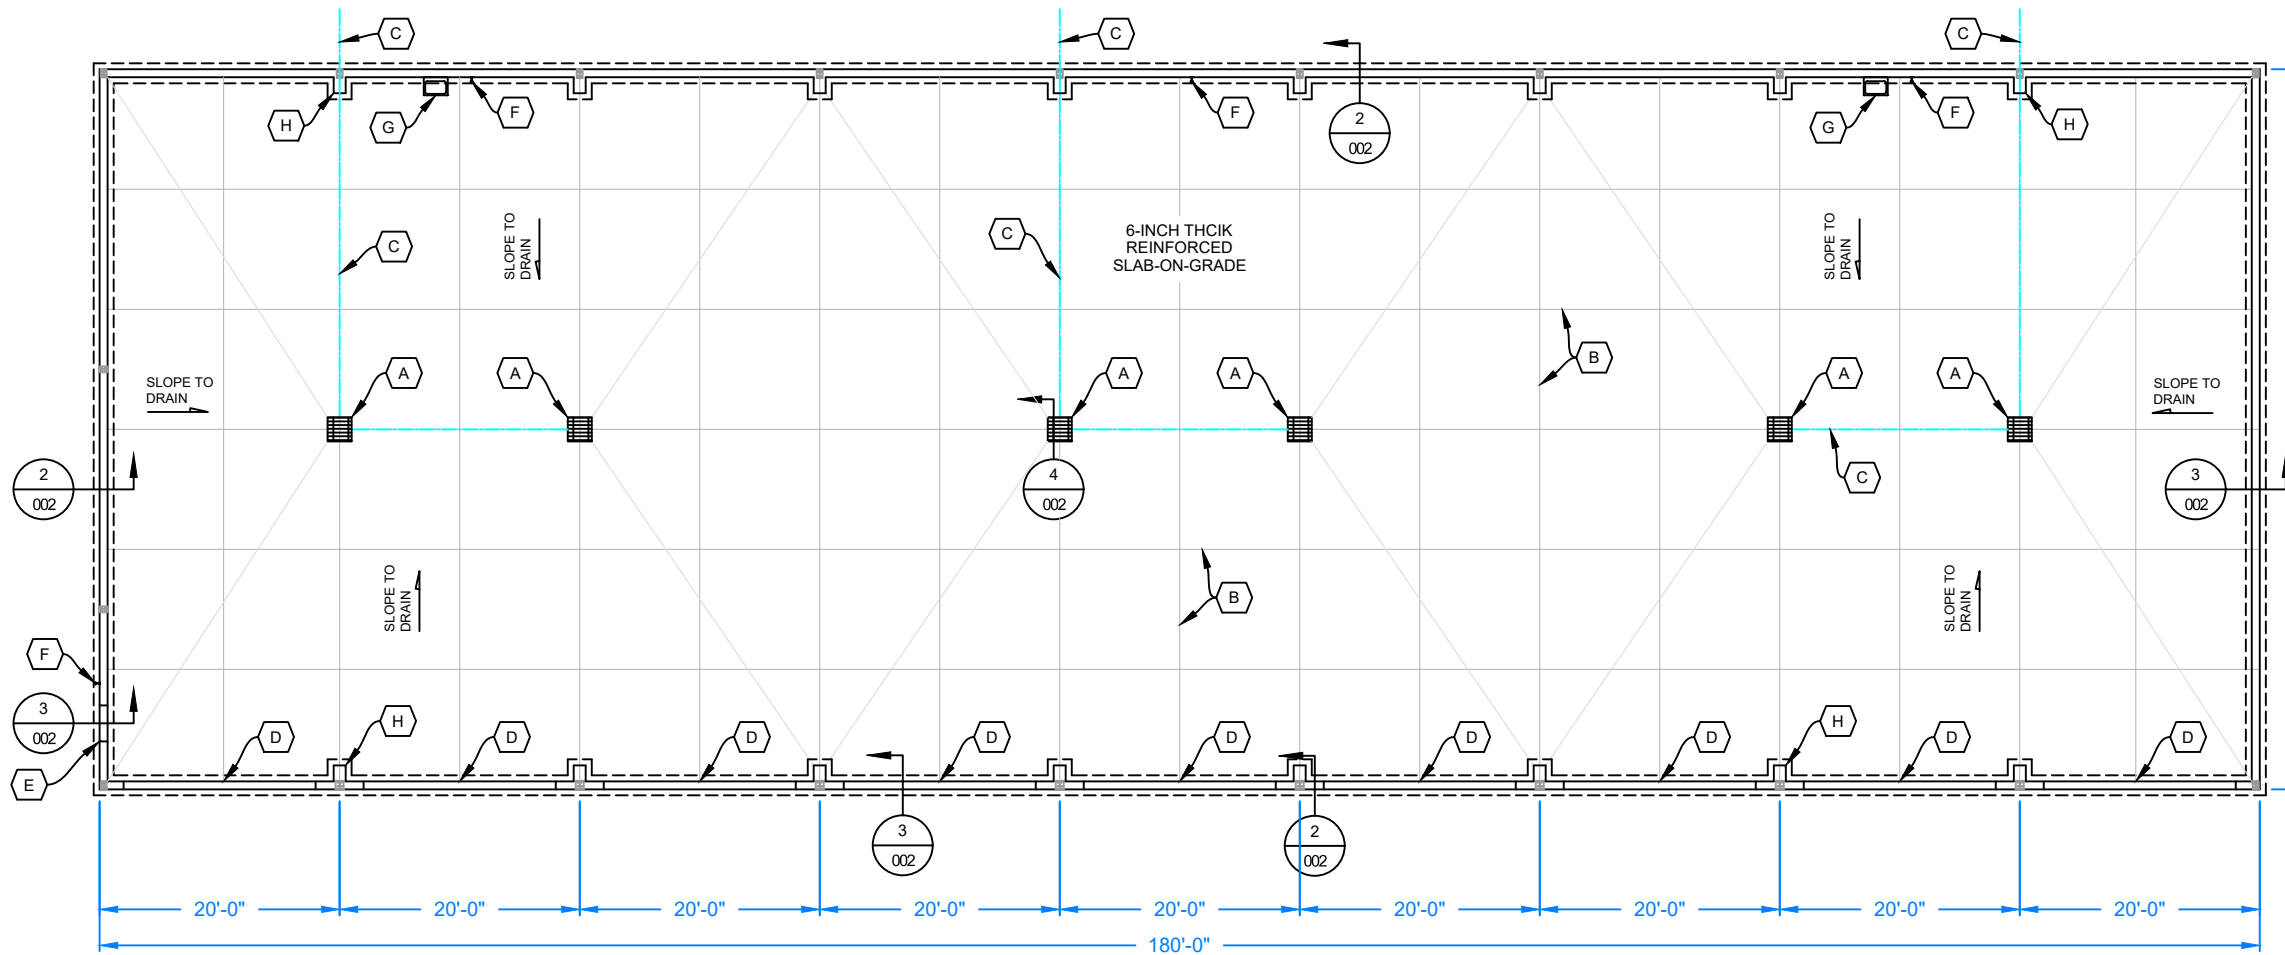 C
C
C
H
G
F
F
2
002
G
F
H
SLOPE TO
DRAIN
C
C
6-INCH THCIK
REINFORCED
SLAB-ON-GRADE
SLOPE TO
DRAIN
SLOPE TO
DRAIN
A
A
A
A
B
A
A
SLOPE TO
DRAIN
2
002
4
002
C
3
002
SLOPE TO
DRAIN
B
SLOPE TO
DRAIN
F
3
002
E
D
H
D
D
D
D
D
D
H
D
D
3
002
2
002
20'-0"
20'-0"
20'-0"
20'-0"
20'-0"
20'-0"
20'-0"
20'-0"
20'-0"
180'-0"